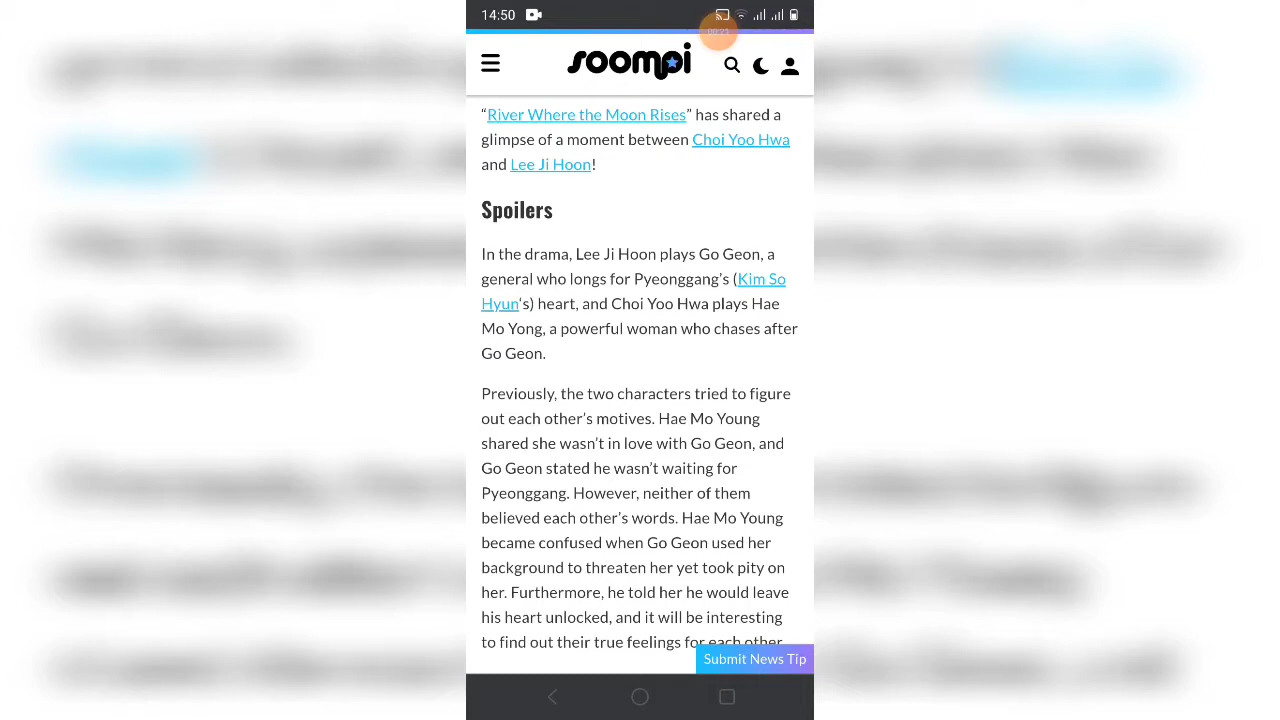 14:50
00:21
soompi
“River Where the Moon Rises” has shared a
glimpse of a moment between Choi Yoo Hwa
and Lee Ji Hoon!
Spoilers
In the drama, Lee Ji Hoon plays Go Geon, a
general who longs for Pyeonggang’s (Kim So
Hyun‘s) heart, and Choi Yoo Hwa plays Hae
Mo Yong, a powerful woman who chases after
Go Geon.
Previously, the two characters tried to figure
out each other’s motives. Hae Mo Young
shared she wasn’t in love with Go Geon, and
Go Geon stated he wasn’t waiting for
Pyeonggang. However, neither of them
believed each other’s words. Hae Mo Young
became confused when Go Geon used her
background to threaten her yet took pity on
her. Furthermore, he told her he would leave
his heart unlocked, and it will be interesting
to find out their true feelings for each other
Submit News Tip